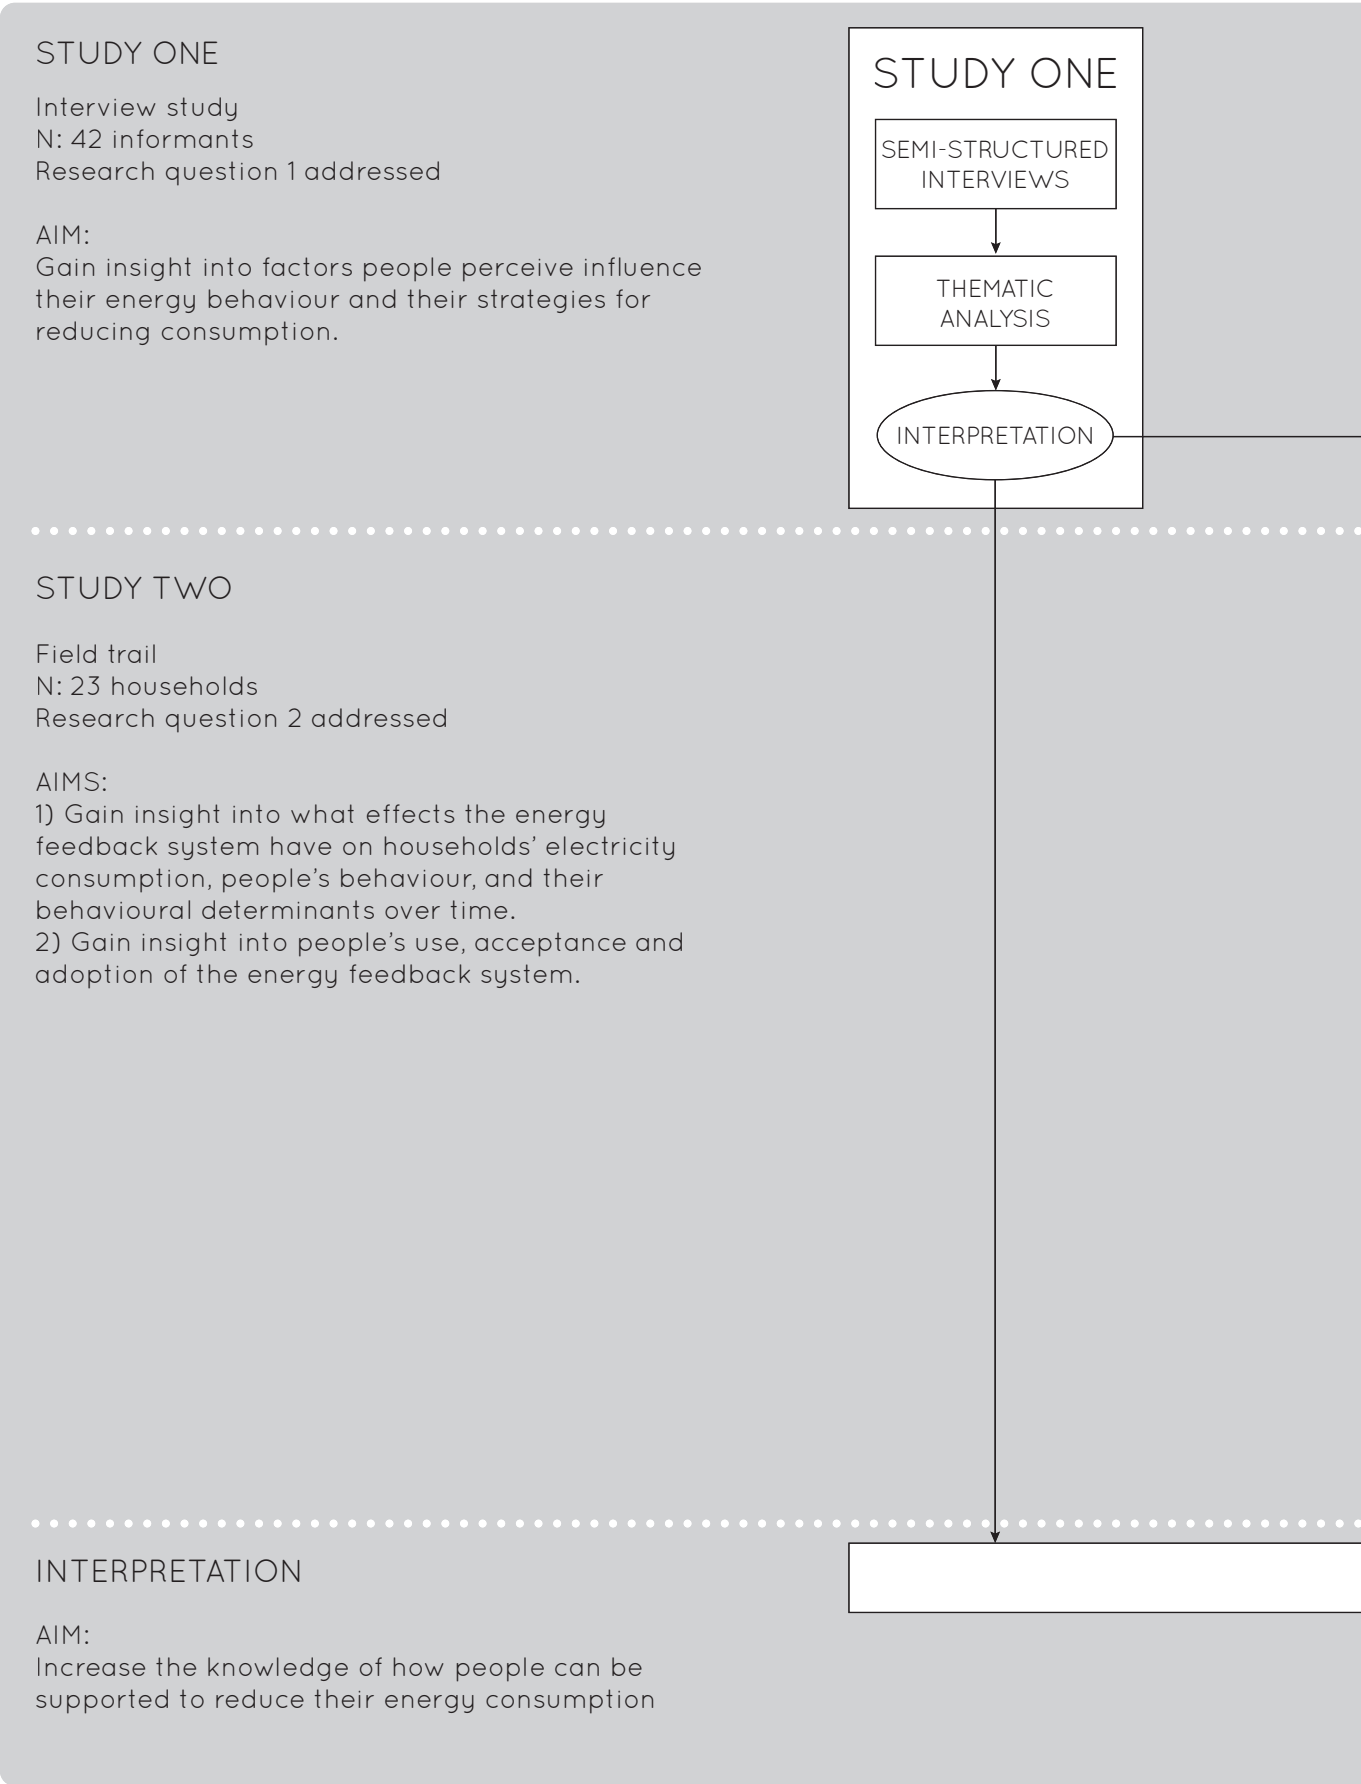 STUDY ONE
Interview study
N: 42 informants
Research question 1 addressed
AIM:
Gain insight into factors people perceive influence
their energy behaviour and their strategies for
reducing consumption.
STUDY ONE
SEMI-STRUCTURED
INTERVIEWS
THEMATIC
ANALYSIS
INTERPRETATION
STUDY TWO
Field trail
N: 23 households
Research question 2 addressed
AIMS:
1) Gain insight into what effects the energy
feedback system have on households’ electricity
consumption, people’s behaviour, and their
behavioural determinants over time.
2) Gain insight into people’s use, acceptance and
adoption of the energy feedback system.
INTERPRETATION
AIM:
Increase the knowledge of how people can be
supported to reduce their energy consumption